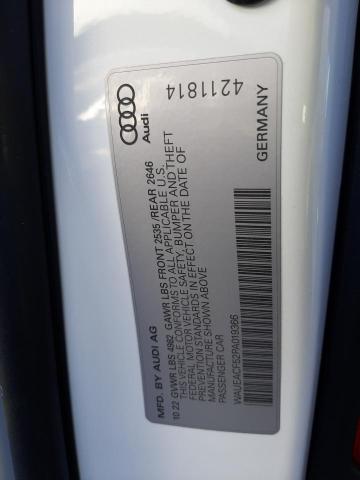 4211814
Audi
MFD. BY AUDI AG
10 22 GVWR LBS 4982 GAWR LBS FRONT 2535 /REAR 2646
THIS VEHICLE CONFORMS TO ALL APPLICABLE U.S.
FEDERAL MOTOR VEHICLE SAFETY, BUMPER AND THEFT
PREVENTION STANDARDS IN EFFECT ON THE DATE OF
MANUFACTURE SHOWN ABOVE
PASSENGER CAR
WAUEACF52PA019366
GERMANY